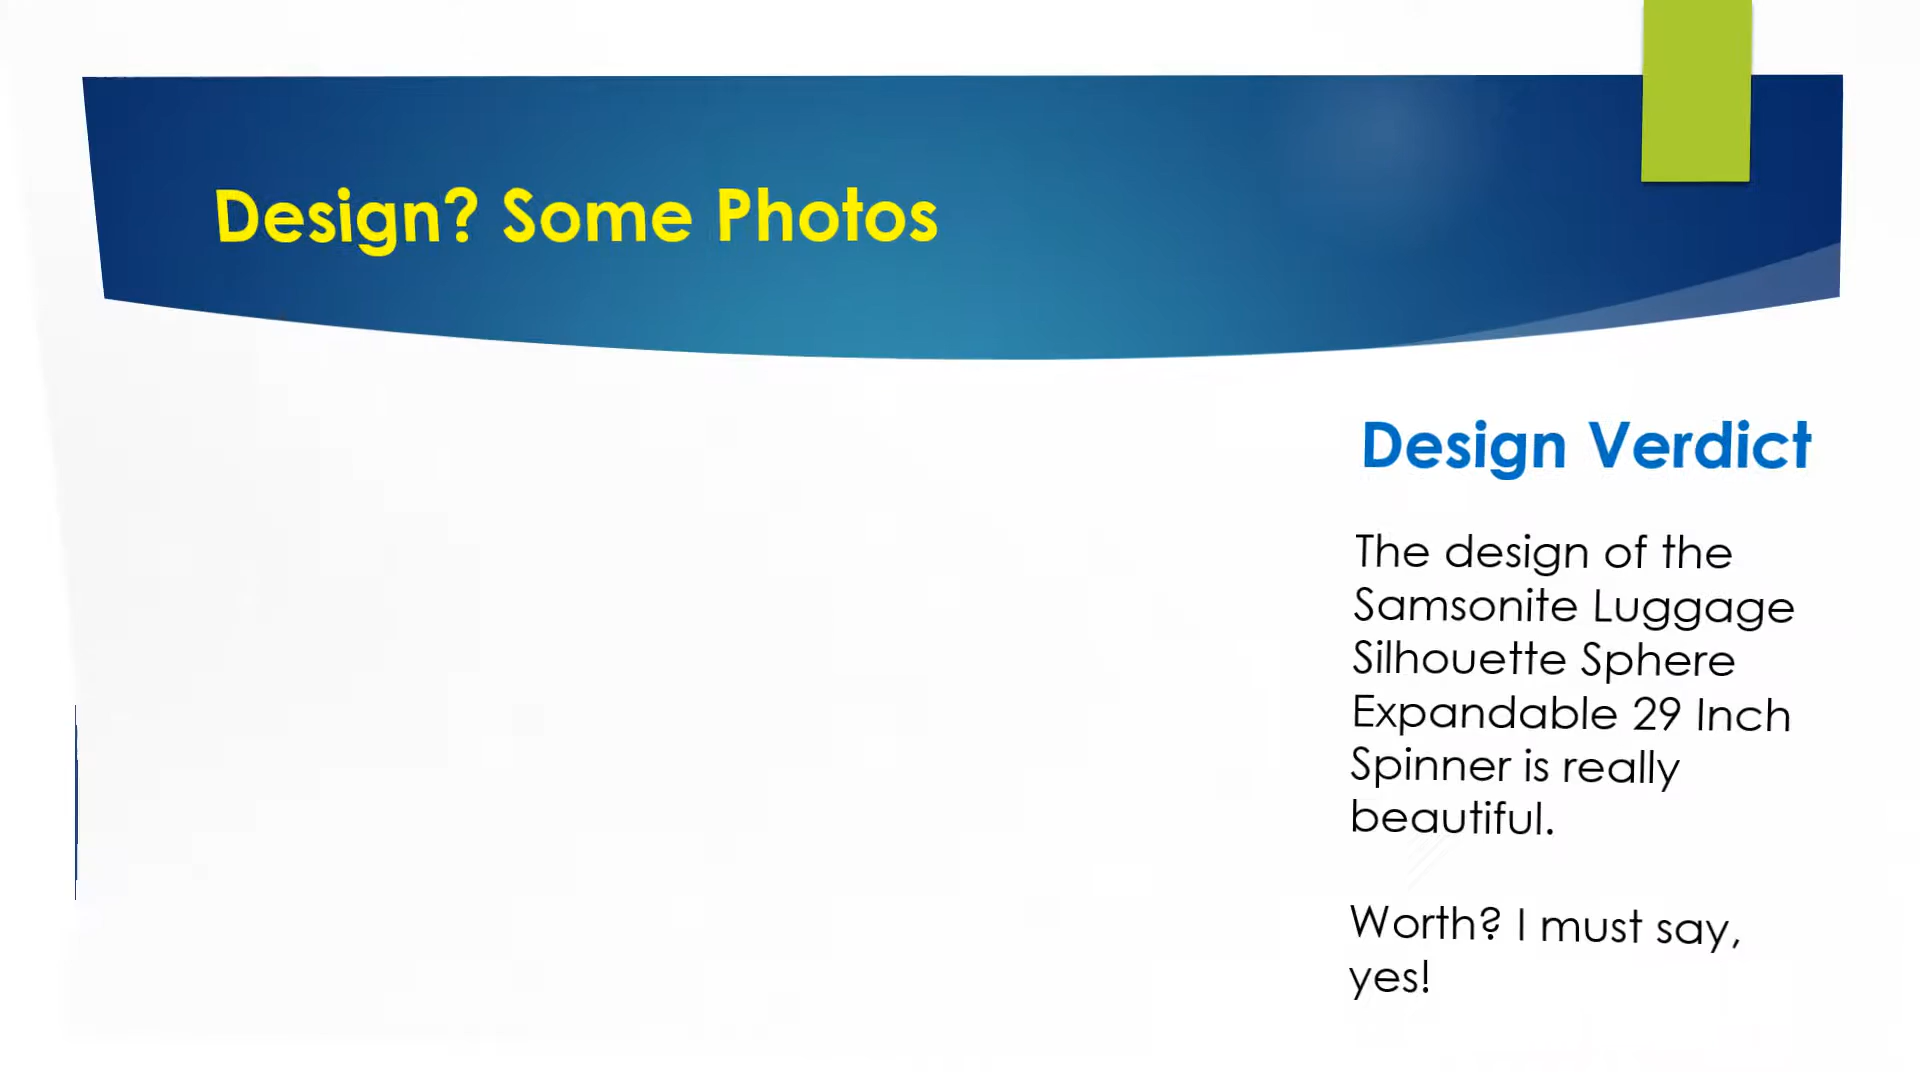 Design? Some Photos
Design Verdict
The design of the
Samsonite Luggage
Silhouette Sphere
Expandable 29 Inch
Spinner is really
beautiful.
Worth? I must say,
yes!